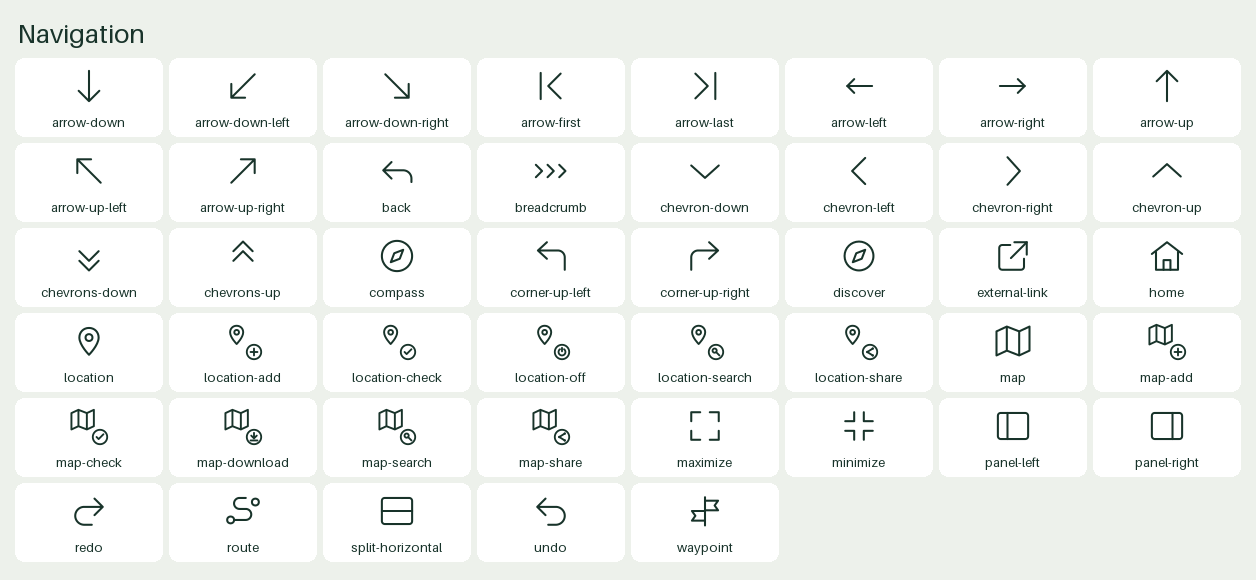 Navigation
arrow-down
arrow-down-left
arrow-down-right
arrow-first
arrow-last
arrow-left
arrow-right
arrow-up
arrow-up-left
arrow-up-right
back
breadcrumb
chevron-down
chevron-left
chevron-right
chevron-up
chevrons-down
chevrons-up
compass
corner-up-left
corner-up-right
discover
external-link
home
location
location-add
location-check
location-off
location-search
location-share
map
map-add
map-check
map-download
map-search
map-share
maximize
minimize
panel-left
panel-right
redo
route
split-horizontal
undo
waypoint